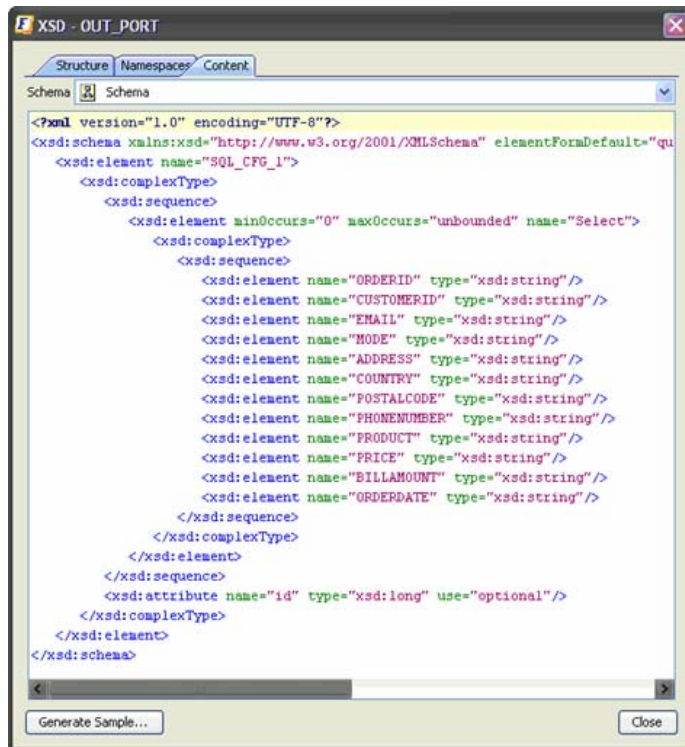 XSD - OUT_PORT
Structure Namespaces Content
Schema Schema
<?xml version="1.0" encoding="UTF-8"?>
<xsd:schema xmlns:xsd="http://www.w3.org/2001/XMLSchema" elementFormDefault="qu
<xsd:element name="SQL_CFG_1">
<xsd:complexType>
<xsd:sequence>
<xsd:element minOccurs="0" maxOccurs="unbounded" name="Select">
<xsd:complexType>
<xsd:sequence>
<xsd:element name="ORDERID" type="xsd:string"/>
<xsd:element name="CUSTOMERID" type="xsd:string"/>
<xsd:element name="EMAIL" type="xsd:string"/>
<xsd:element name="MODE" type="xsd:string"/>
<xsd:element name="ADDRESS" type="xsd:string"/>
<xsd:element name="COUNTRY" type="xsd:string"/>
<xsd:element name="POSTALCODE" type="xsd:string"/>
<xsd:element name="PHONENUMBER" type="xsd:string"/>
<xsd:element name="PRODUCT" type="xsd:string"/>
<xsd:element name="PRICE" type="xsd:string"/>
<xsd:element name="BILLAMOUNT" type="xsd:string"/>
<xsd:element name="ORDERDATE" type="xsd:string"/>
</xsd:sequence>
</xsd:complexType>
</xsd:element>
</xsd:sequence>
<xsd:attribute name="id" type="xsd:long" use="optional"/>
</xsd:complexType>
</xsd:element>
</xsd:schema>
Generate Sample... Close